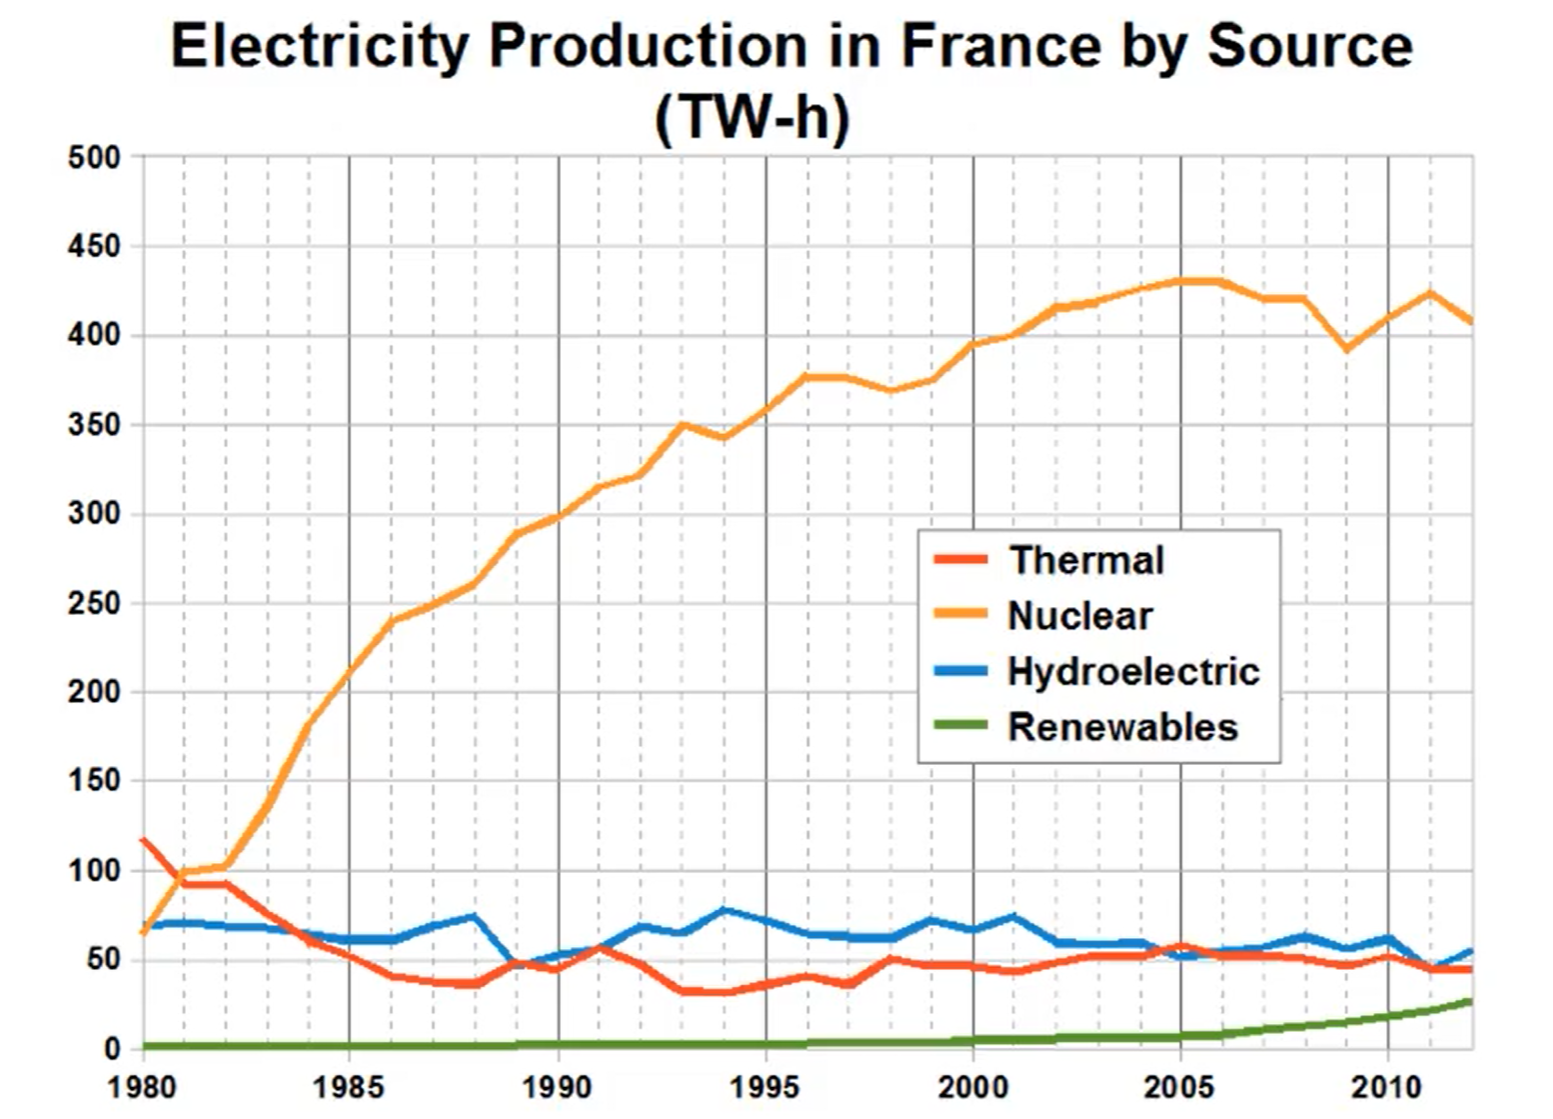 Electricity Production in France by Source
(TW-h)
500
450
400
350
300
250
200
150
100
50
0
Thermal
Nuclear
Hydroelectric
Renewables
1980 1985 1990 1995 2000 2005 2010